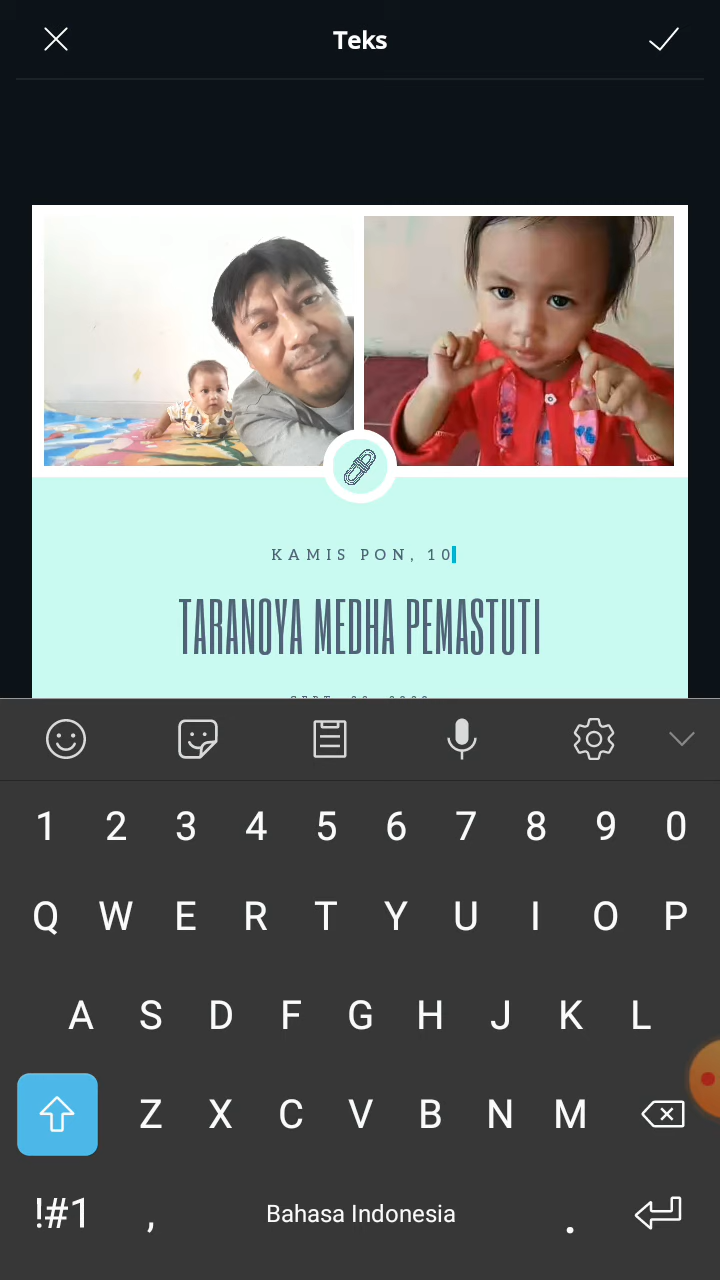 Teks
KAMIS PON, 10
TARANOYA MEDHA PEMASTUTI
1 2 3 4 5 6 7 8 9 0
Q W E R T Y U I O P
A S D F G H J K L
Z X C V B N M
!#1 , Bahasa Indonesia .